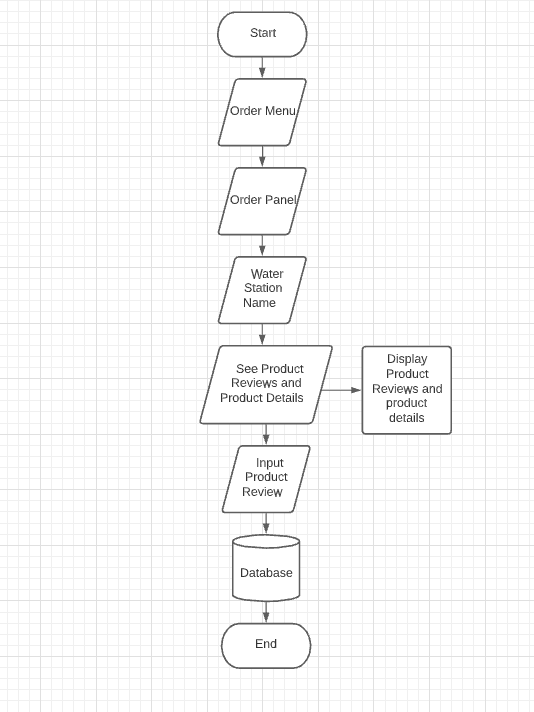 Start
Order Menu
Order Panel
Water
Station
Name
See Product
Reviews and
Product Details
Display
Product
Reviews and
product
details
Input
Product
Review
Database
End